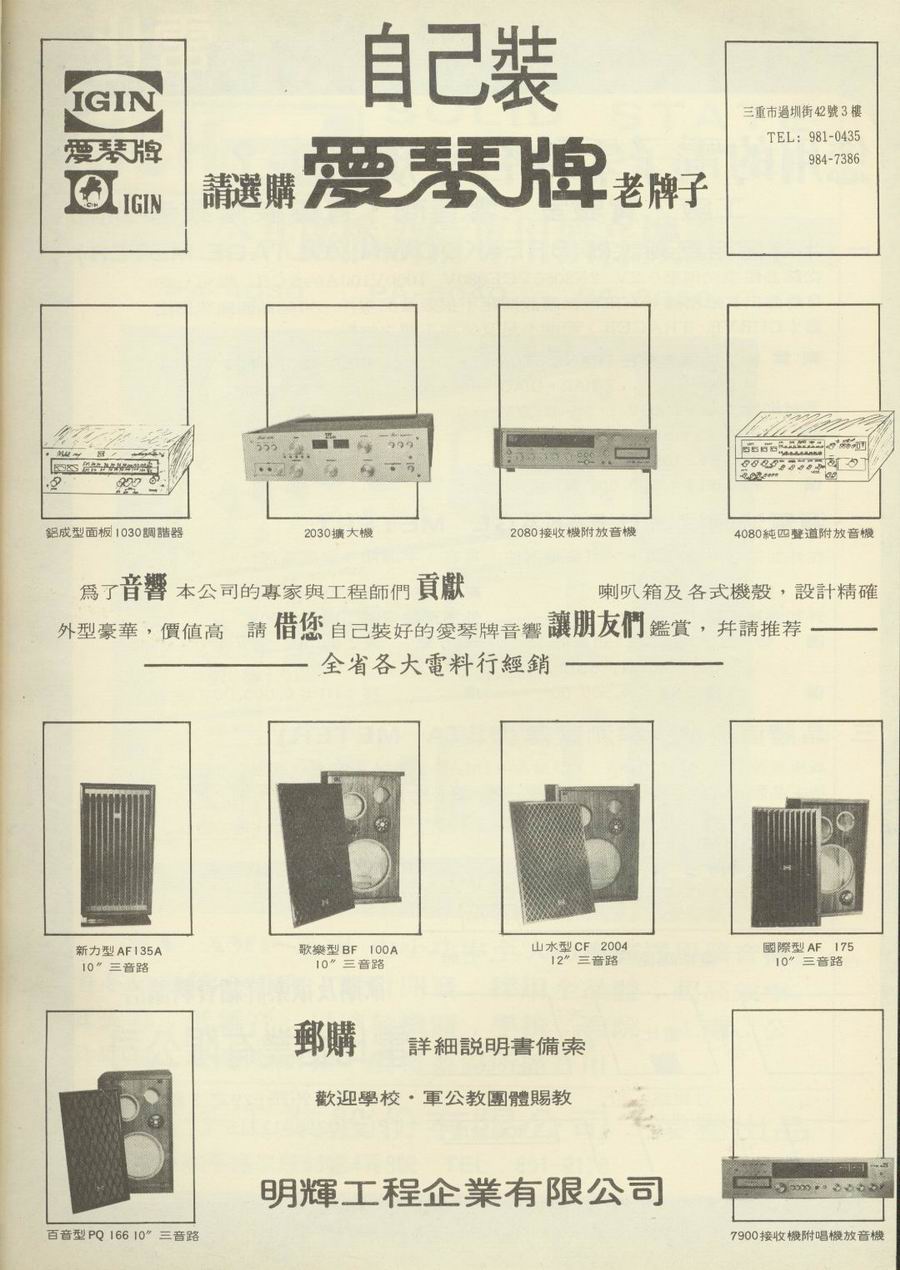 自己裝
IGIN
愛琴牌
IGIN
請選購愛琴牌老牌子
三重市過圳街42號3樓
TEL: 981-0435
984-7386
鋁成型面板1030調諧器
2030擴大機
2080接收機附放音機
4080純四聲道附放音機
為了音響本公司的專家與工程師們貢獻 喇叭箱及各式機殼，設計精確
外型豪華，價值高 請借您自己裝好的愛琴牌音響讓朋友們鑑賞，并請推荐
全省各大電料行經銷
新力型AF135A
10″三音路
歌樂型BF 100A
10″三音路
山水型CF 2004
12″三音路
國際型AF 175
10″三音路
郵購 詳細説明書備索
歡迎學校・軍公教團體賜教
明輝工程企業有限公司
百音型PQ 166 10″三音路
7900接收機附唱機放音機